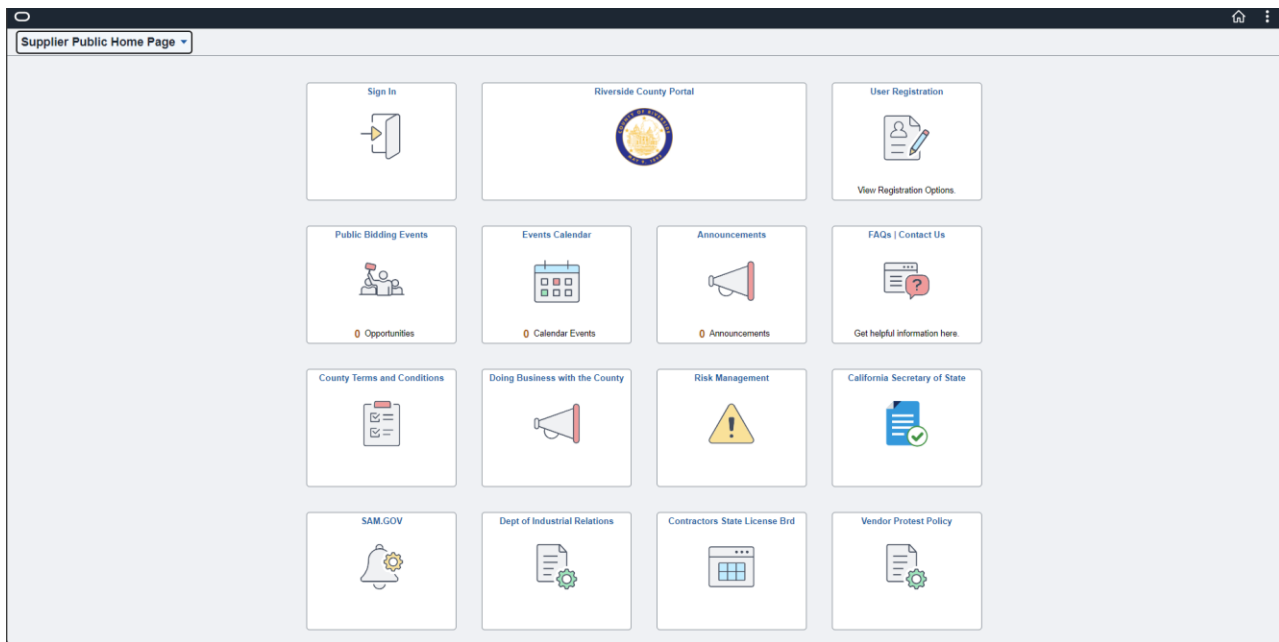 Supplier Public Home Page
Sign In
Riverside County Portal
User Registration
View Registration Options.
Public Bidding Events
Events Calendar
Announcements
FAQs | Contact Us
0 Opportunities
0 Calendar Events
0 Announcements
Get helpful information here.
County Terms and Conditions
Doing Business with the County
Risk Management
California Secretary of State
SAM.GOV
Dept of Industrial Relations
Contractors State License Brd
Vendor Protest Policy